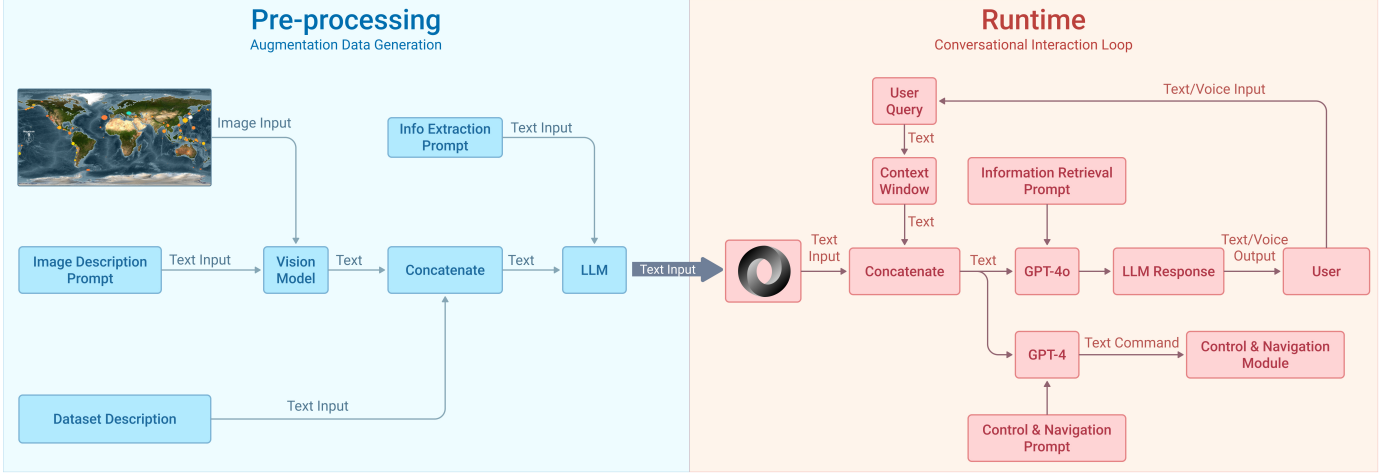 Pre-processing
Augmentation Data Generation
Image Input
Info Extraction
Prompt
Text Input
Image Description
Prompt
Text Input
Vision
Model
Text
Concatenate
Text
LLM
Text Input
Dataset Description
Text Input
Runtime
Conversational Interaction Loop
User
Query
Text/Voice Input
Text
Context
Window
Information Retrieval
Prompt
Text
Text
Input
Concatenate
Text
GPT-4o
LLM Response
Text/Voice
Output
User
GPT-4
Text Command
Control & Navigation
Module
Control & Navigation
Prompt